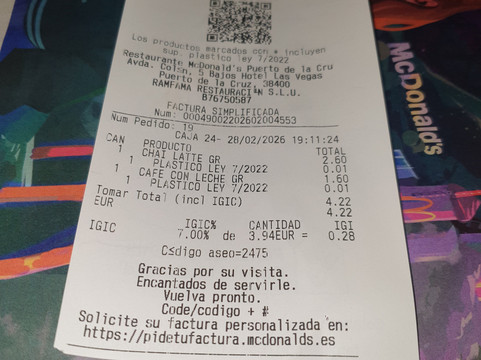 Los productos marcados con * incluyen
sup. plastico ley 7/2022
Restaurante McDonald's Puerto de la Cru
Avda. Colon. 5 Bajos Hotel Las Vegas
Puerto de la Cruz, 38400
RAMFAMA RESTAURACI*N S.L.U.
B76750587
FACTURA SIMPLIFICADA
Num: 00049002202602004553
Num Pedido: 19
CAJA 24- 28/02/2026 19:11:24
CAN PRODUCTO TOTAL
1 CHAI LATTE GR 2.60
1 PLASTICO LEY 7/2022 0.01
1 CAFE CON LECHE GR 1.60
1 PLASTICO LEY 7/2022 0.01
Tomar Total (incl IGIC) 4.22
EUR 4.22
IGIC% CANTIDAD IGI
IGIC 7.00% de 3.94EUR = 0.28
C≤digo aseo=2475
Gracias por su visita.
Encantados de servirle.
Vuelva pronto.
Code/codigo + #
Solicite su factura personalizada en:
https://pidetufactura.mcdonalds.es
McDonald's